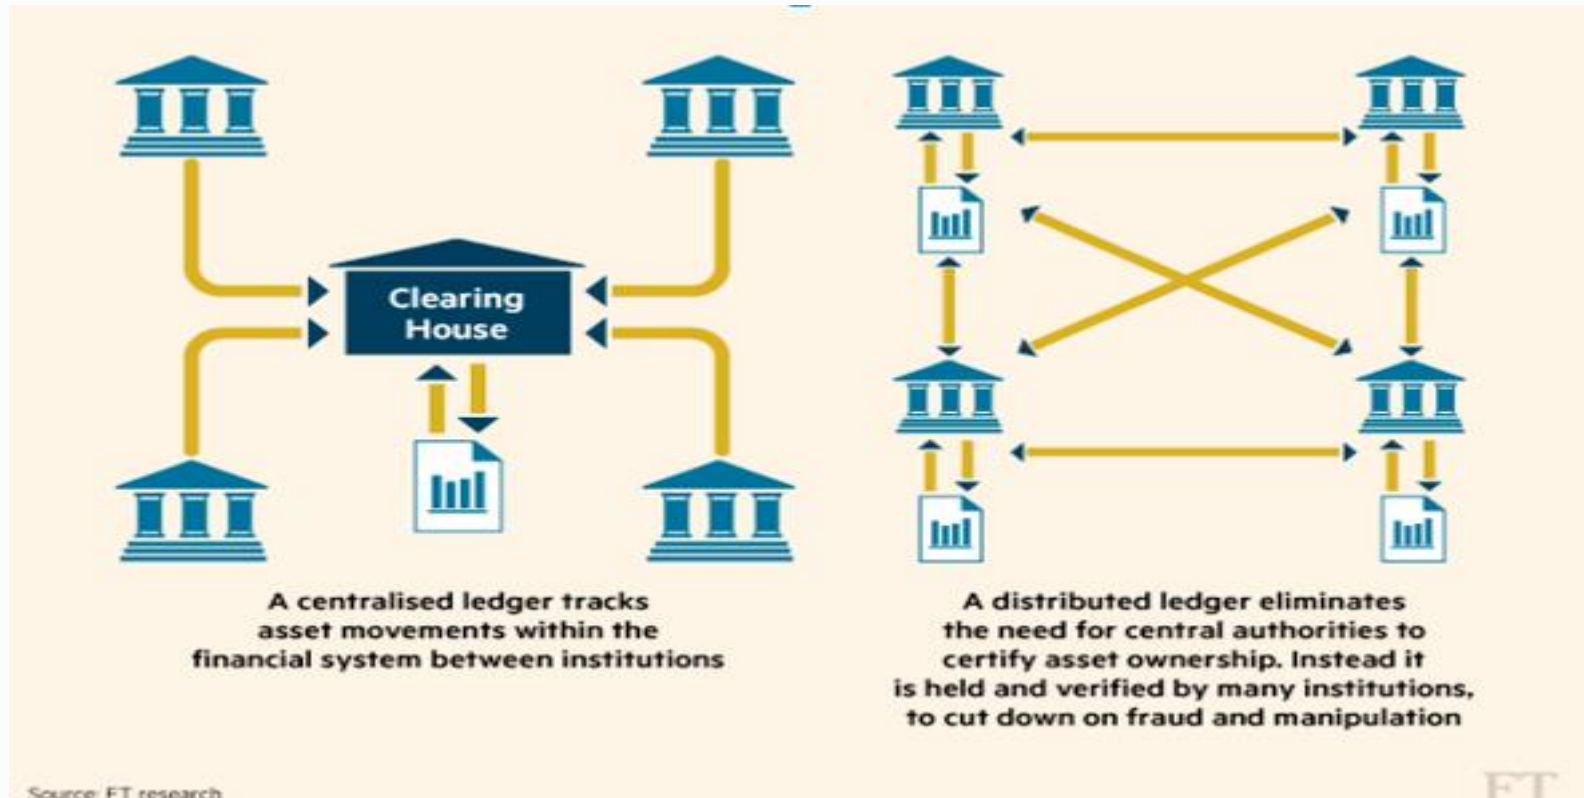 Clearing
House
A centralised ledger tracks
asset movements within the
financial system between institutions
A distributed ledger eliminates
the need for central authorities to
certify asset ownership. Instead it
is held and verified by many institutions,
to cut down on fraud and manipulation
Source: FT research
FT